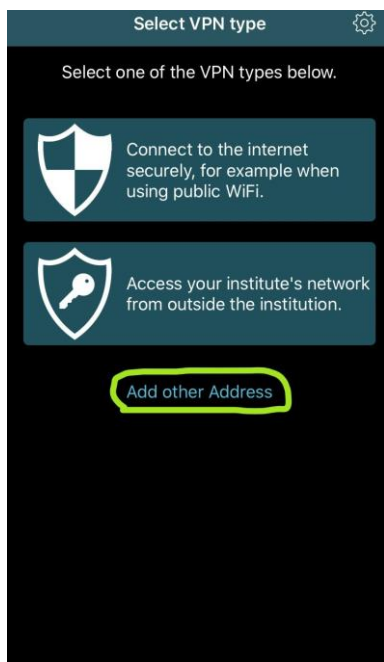 Select VPN type
Select one of the VPN types below.
Connect to the internet
securely, for example when
using public WiFi.
Access your institute's network
from outside the institution.
Add other Address